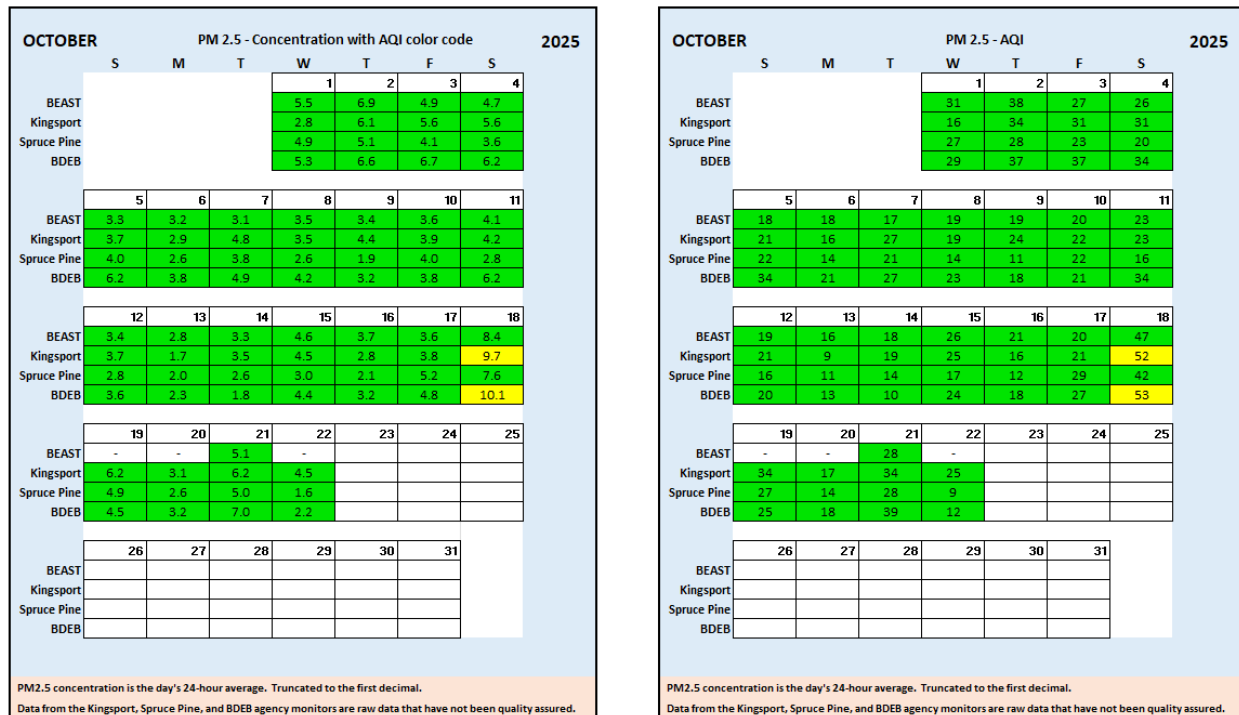 OCTOBER PM 2.5 - Concentration with AQI color code 2025
S M T W T F S
1 2 3 4
BEAST 5.5 6.9 4.9 4.7
Kingsport 2.8 6.1 5.6 5.6
Spruce Pine 4.9 5.1 4.1 3.6
BDEB 5.3 6.6 6.7 6.2
5 6 7 8 9 10 11
BEAST 3.3 3.2 3.1 3.5 3.4 3.6 4.1
Kingsport 3.7 2.9 4.8 3.5 4.4 3.9 4.2
Spruce Pine 4.0 2.6 3.8 2.6 1.9 4.0 2.8
BDEB 6.2 3.8 4.9 4.2 3.2 3.8 6.2
12 13 14 15 16 17 18
BEAST 3.4 2.8 3.3 4.6 3.7 3.6 8.4
Kingsport 3.7 1.7 3.5 4.5 2.8 3.8 9.7
Spruce Pine 2.8 2.0 2.6 3.0 2.1 5.2 7.6
BDEB 3.6 2.3 1.8 4.4 3.2 4.8 10.1
19 20 21 22 23 24 25
BEAST - - 5.1 -
Kingsport 6.2 3.1 6.2 4.5
Spruce Pine 4.9 2.6 5.0 1.6
BDEB 4.5 3.2 7.0 2.2
26 27 28 29 30 31
BEAST
Kingsport
Spruce Pine
BDEB
PM2.5 concentration is the day's 24-hour average. Truncated to the first decimal.
Data from the Kingsport, Spruce Pine, and BDEB agency monitors are raw data that have not been quality assured.
OCTOBER PM 2.5 - AQI 2025
S M T W T F S
1 2 3 4
BEAST 31 38 27 26
Kingsport 16 34 31 31
Spruce Pine 27 28 23 20
BDEB 29 37 37 34
5 6 7 8 9 10 11
BEAST 18 18 17 19 19 20 23
Kingsport 21 16 27 19 24 22 23
Spruce Pine 22 14 21 14 11 22 16
BDEB 34 21 27 23 18 21 34
12 13 14 15 16 17 18
BEAST 19 16 18 26 21 20 47
Kingsport 21 9 19 25 16 21 52
Spruce Pine 16 11 14 17 12 29 42
BDEB 20 13 10 24 18 27 53
19 20 21 22 23 24 25
BEAST - - 28 -
Kingsport 34 17 34 25
Spruce Pine 27 14 28 9
BDEB 25 18 39 12
26 27 28 29 30 31
BEAST
Kingsport
Spruce Pine
BDEB
PM2.5 concentration is the day's 24-hour average. Truncated to the first decimal.
Data from the Kingsport, Spruce Pine, and BDEB agency monitors are raw data that have not been quality assured.